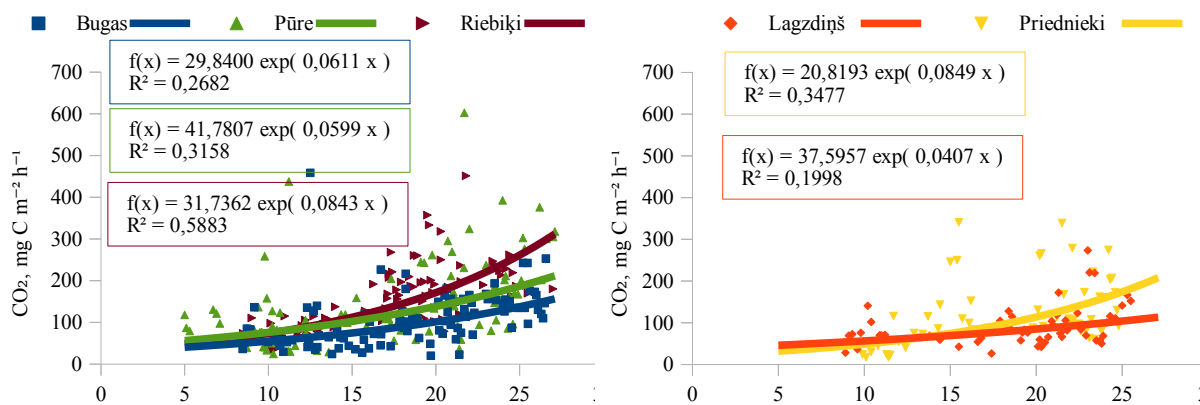 Bugas Pūre Riebiķi
f(x) = 29,8400 exp( 0,0611 x )
R² = 0,2682
f(x) = 41,7807 exp( 0,0599 x )
R² = 0,3158
f(x) = 31,7362 exp( 0,0843 x )
R² = 0,5883
CO₂, mg C m⁻² h⁻¹
700
600
500
400
300
200
100
0
0 5 10 15 20 25
Lagzdiņš Priednieki
f(x) = 20,8193 exp( 0,0849 x )
R² = 0,3477
f(x) = 37,5957 exp( 0,0407 x )
R² = 0,1998
CO₂, mg C m⁻² h⁻¹
700
600
500
400
300
200
100
0
0 5 10 15 20 25